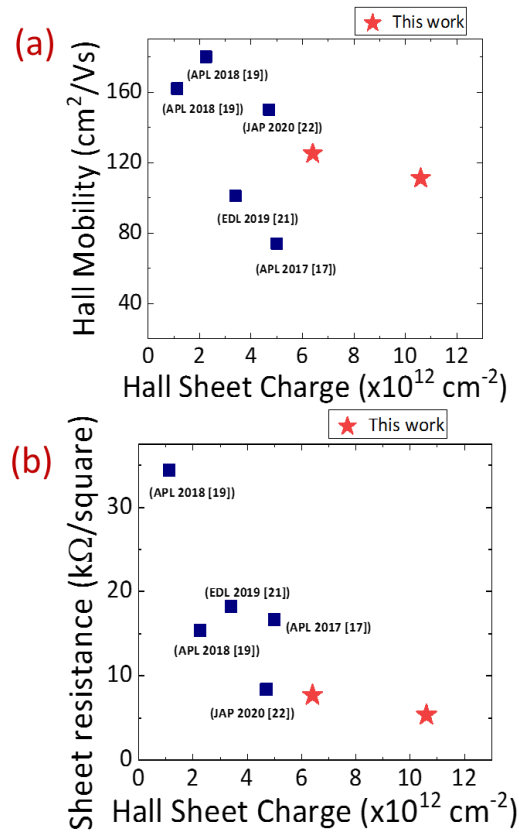 This work
(a)
Hall Mobility (cm²/Vs)
160
120
80
40
(APL 2018 [19])
(APL 2018 [19])
(JAP 2020 [22])
(EDL 2019 [21])
(APL 2017 [17])
0 2 4 6 8 10 12
Hall Sheet Charge (x10¹² cm⁻²)
This work
(b)
Sheet resistance (kΩ/square)
30
20
10
0
(APL 2018 [19])
(EDL 2019 [21])
(APL 2017 [17])
(APL 2018 [19])
(JAP 2020 [22])
0 2 4 6 8 10 12
Hall Sheet Charge (x10¹² cm⁻²)